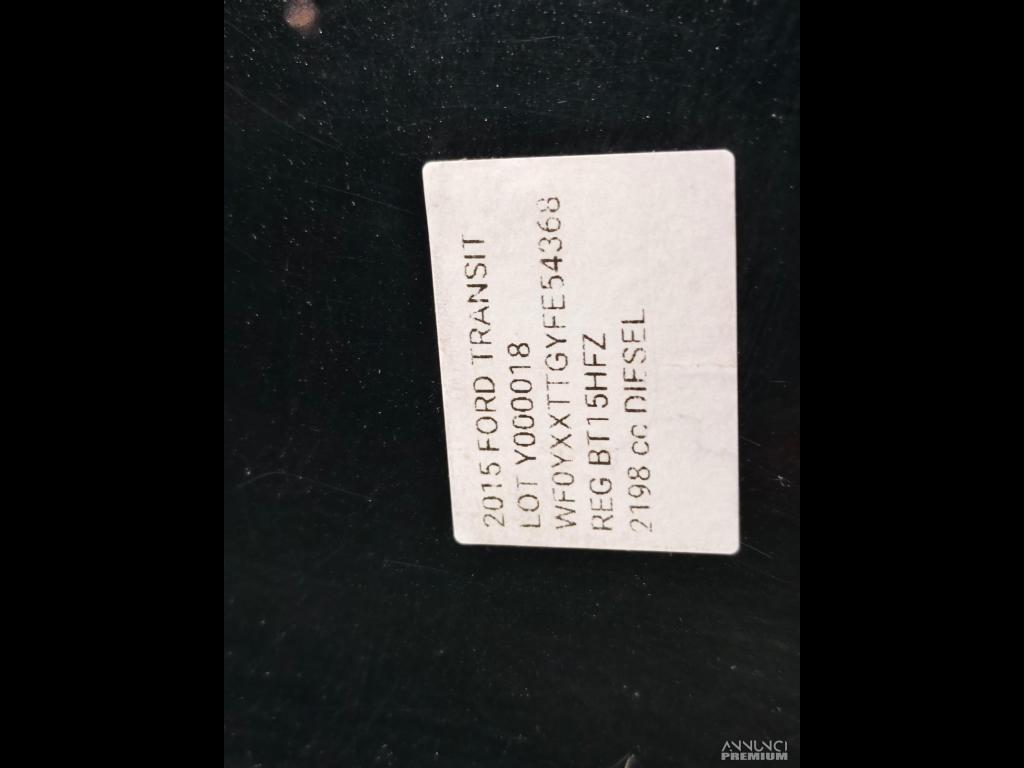 2015 FORD TRANSIT
LOT Y000018
WF0YXXTTGYFE54368
REG BT15HFZ
2198 cc DIESEL
ANNUNCI
PREMIUM